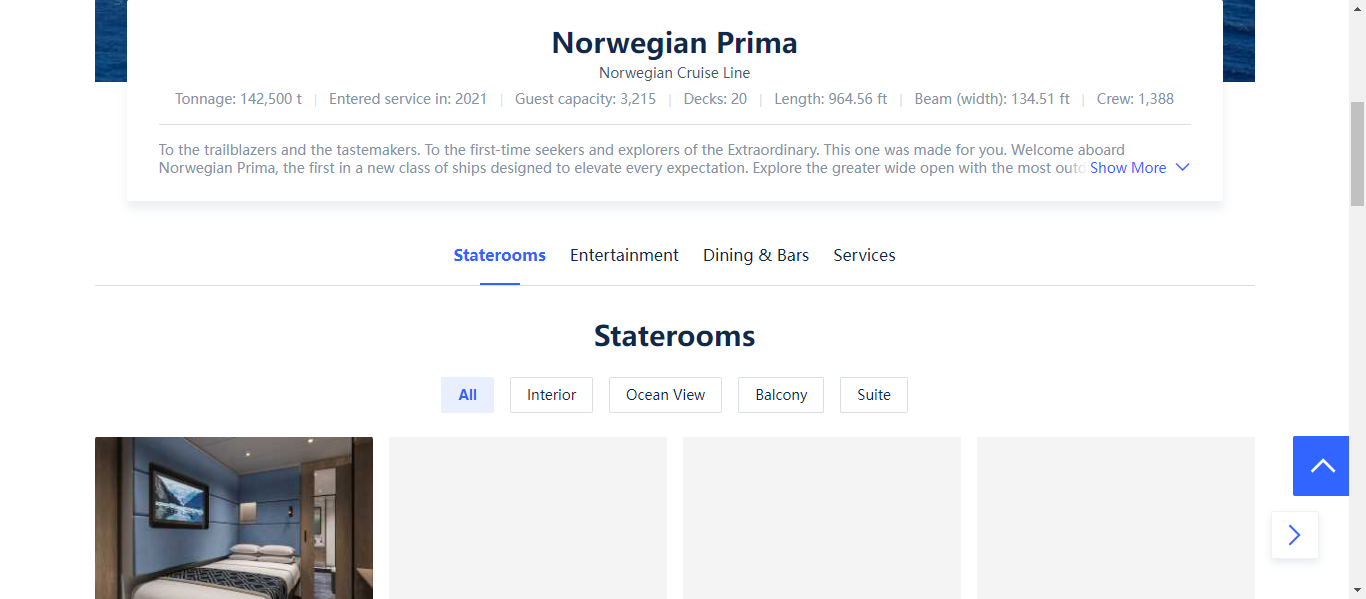 Norwegian Prima
Norwegian Cruise Line
Tonnage: 142,500 t | Entered service in: 2021 | Guest capacity: 3,215 | Decks: 20 | Length: 964.56 ft | Beam (width): 134.51 ft | Crew: 1,388
To the trailblazers and the tastemakers. To the first-time seekers and explorers of the Extraordinary. This one was made for you. Welcome aboard
Norwegian Prima, the first in a new class of ships designed to elevate every expectation. Explore the greater wide open with the most outd Show More
Staterooms Entertainment Dining & Bars Services
Staterooms
All Interior Ocean View Balcony Suite